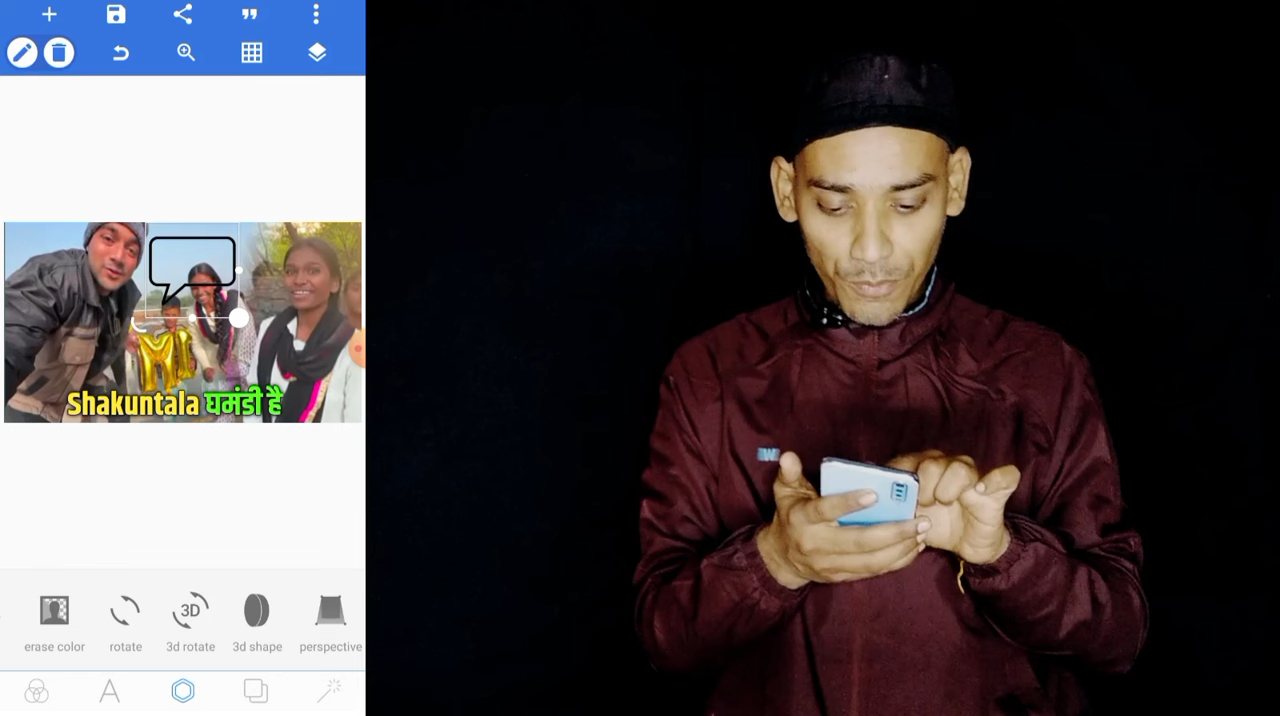 Shakuntala घमंडी है
W
3D
erase color
rotate
3d rotate
3d shape
perspective